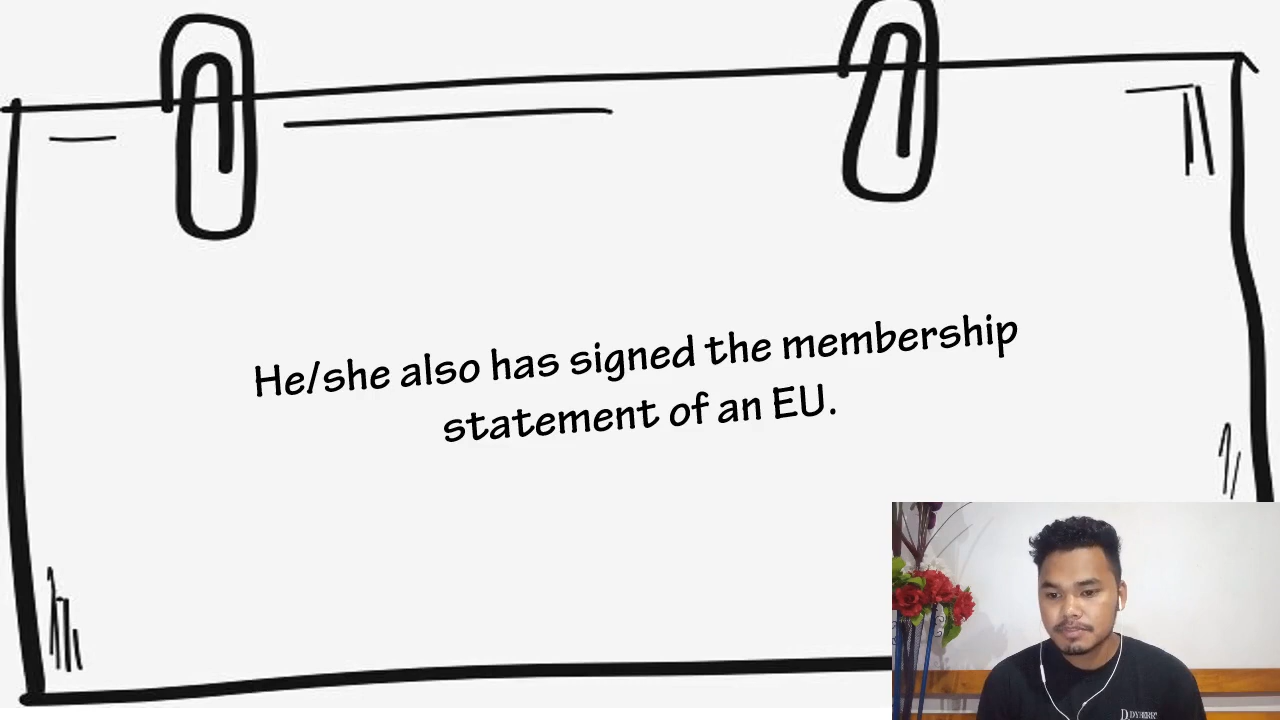 He/she also has signed the membership
statement of an EU.